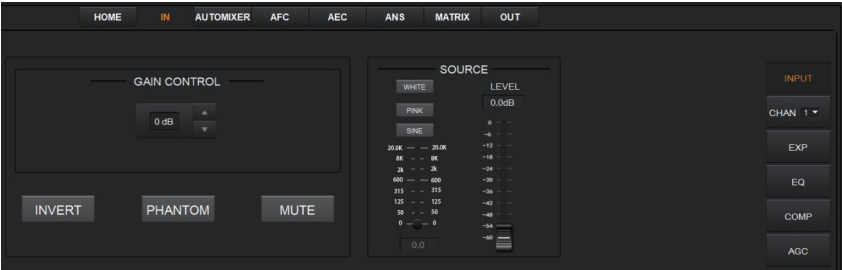 HOME IN AUTOMIXER AFC AEC ANS MATRIX OUT
GAIN CONTROL
0 dB
INVERT PHANTOM MUTE
SOURCE
WHITE
PINK
SINE
20.0K 20.0K
8K 8K
2k 2k
600 600
315 315
125 125
50 50
0 0
0.0
LEVEL
0.0dB
0
-6
-12
-18
-24
-30
-36
-42
-48
-54
-60
INPUT
CHAN 1
EXP
EQ
COMP
AGC